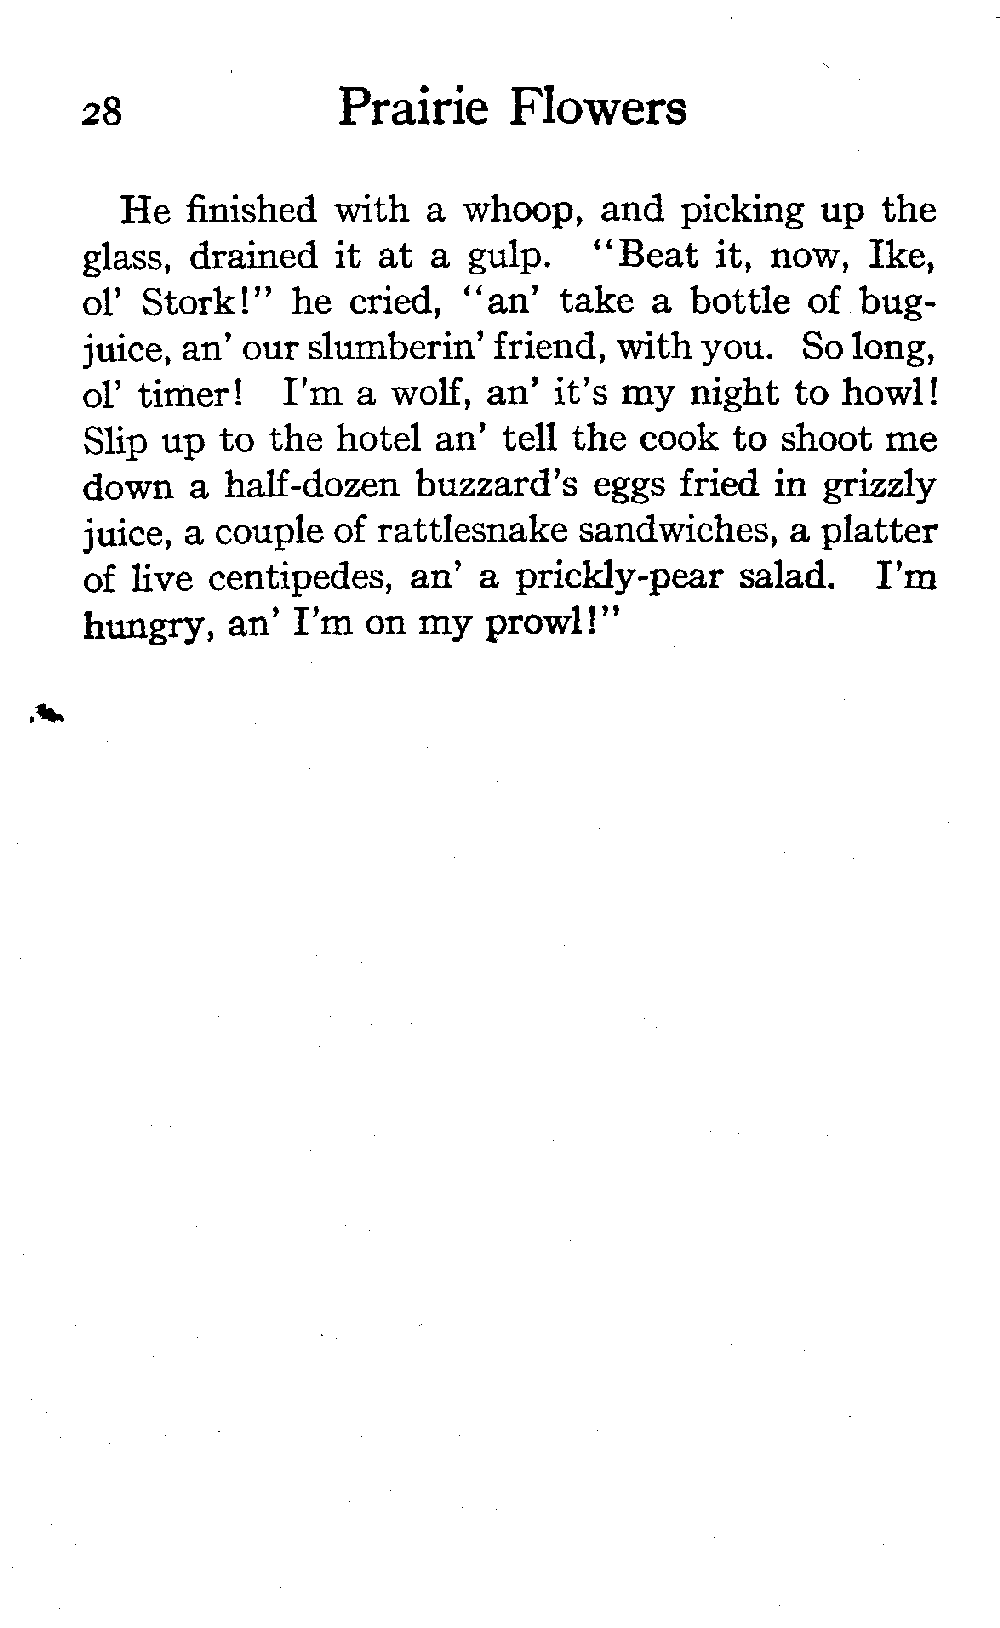 28 Prairie Flowers
He finished with a whoop, and picking up the
glass, drained it at a gulp. "Beat it, now, Ike,
ol' Stork!" he cried, "an' take a bottle of bug-
juice, an' our slumberin' friend, with you. So long,
ol' timer! I'm a wolf, an' it's my night to howl!
Slip up to the hotel an' tell the cook to shoot me
down a half-dozen buzzard's eggs fried in grizzly
juice, a couple of rattlesnake sandwiches, a platter
of live centipedes, an' a prickly-pear salad. I'm
hungry, an' I'm on my prowl!"